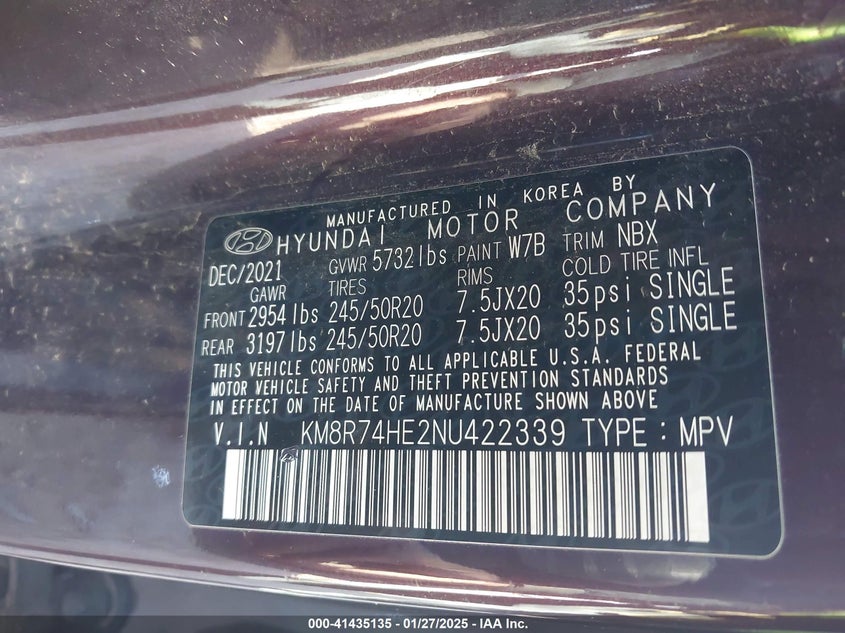 MANUFACTURED IN KOREA BY
HYUNDAI MOTOR COMPANY
DEC/2021 GVWR 5732lbs PAINT W7B TRIM NBX
GAWR TIRES RIMS COLD TIRE INFL
FRONT 2954lbs 245/50R20 7.5JX20 35psi SINGLE
REAR 3197lbs 245/50R20 7.5JX20 35psi SINGLE
THIS VEHICLE CONFORMS TO ALL APPLICABLE U.S.A. FEDERAL
MOTOR VEHICLE SAFETY AND THEFT PREVENTION STANDARDS
IN EFFECT ON THE DATE OF MANUFACTURE SHOWN ABOVE.
V.I.N KM8R74HE2NU422339 TYPE : MPV
000-41435135 - 01/27/2025 - IAA Inc.